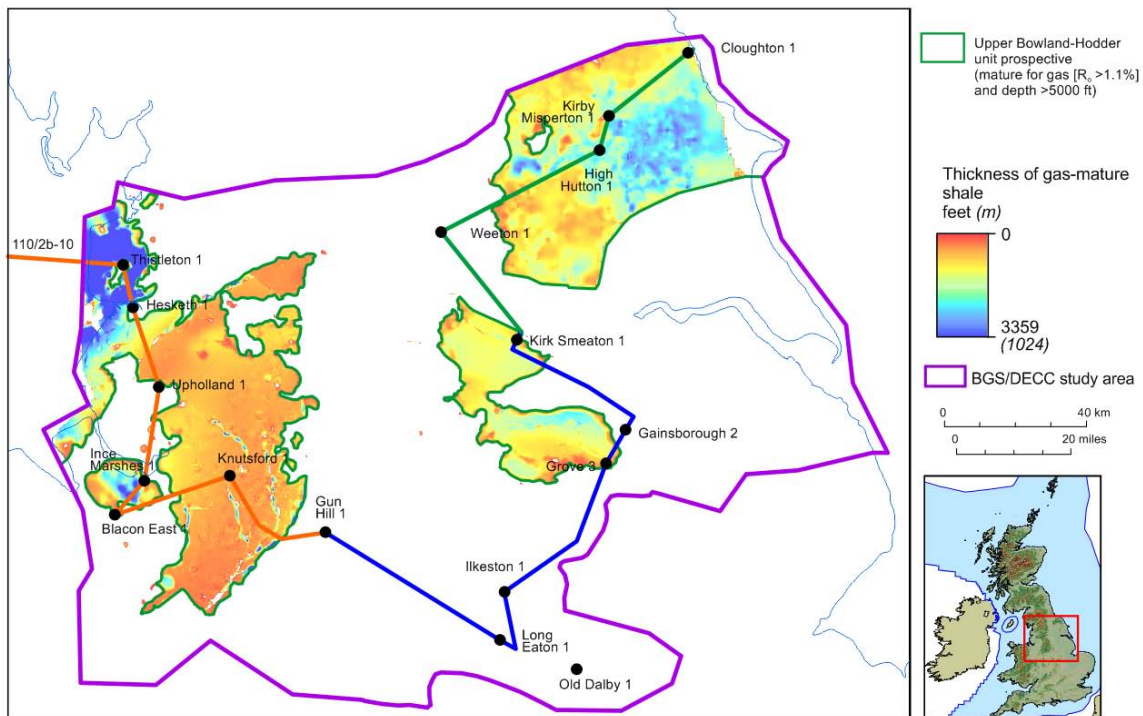 Cloughton 1
Kirby
Misperton 1
High
Hutton 1
Weeton 1
110/2b-10
Thistleton 1
Hesketh 1
Kirk Smeaton 1
Upholland 1
Gainsborough 2
Grove 3
Ince
Marshes 1
Knutsford
Blacon East 1
Gun
Hill 1
Ilkeston 1
Long
Eaton 1
Old Dalby 1
Upper Bowland-Hodder
unit prospective
(mature for gas [R₀ >1.1%]
and depth >5000 ft)
Thickness of gas-mature
shale
feet (m)
0
3359
(1024)
BGS/DECC study area
0 40 km
0 20 miles